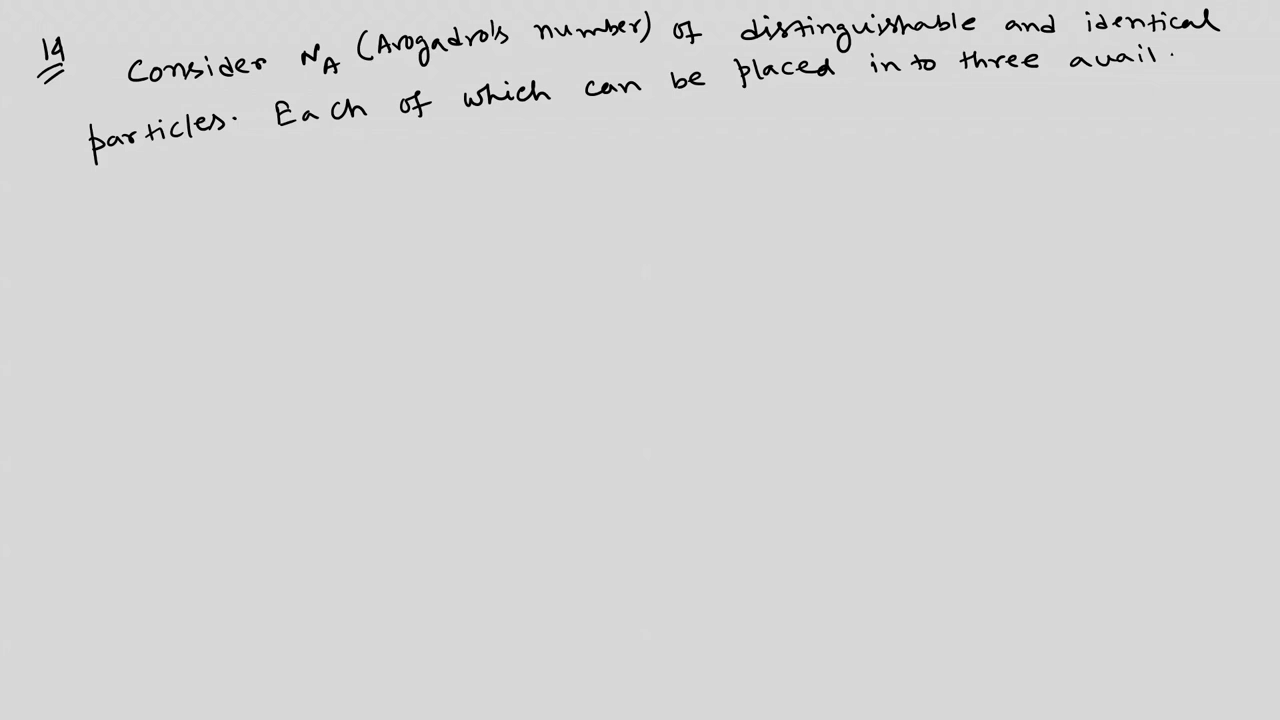 14 Consider NA (Avogadro's number) of distinguishable and identical
particles. Each of which can be placed in to three avail.